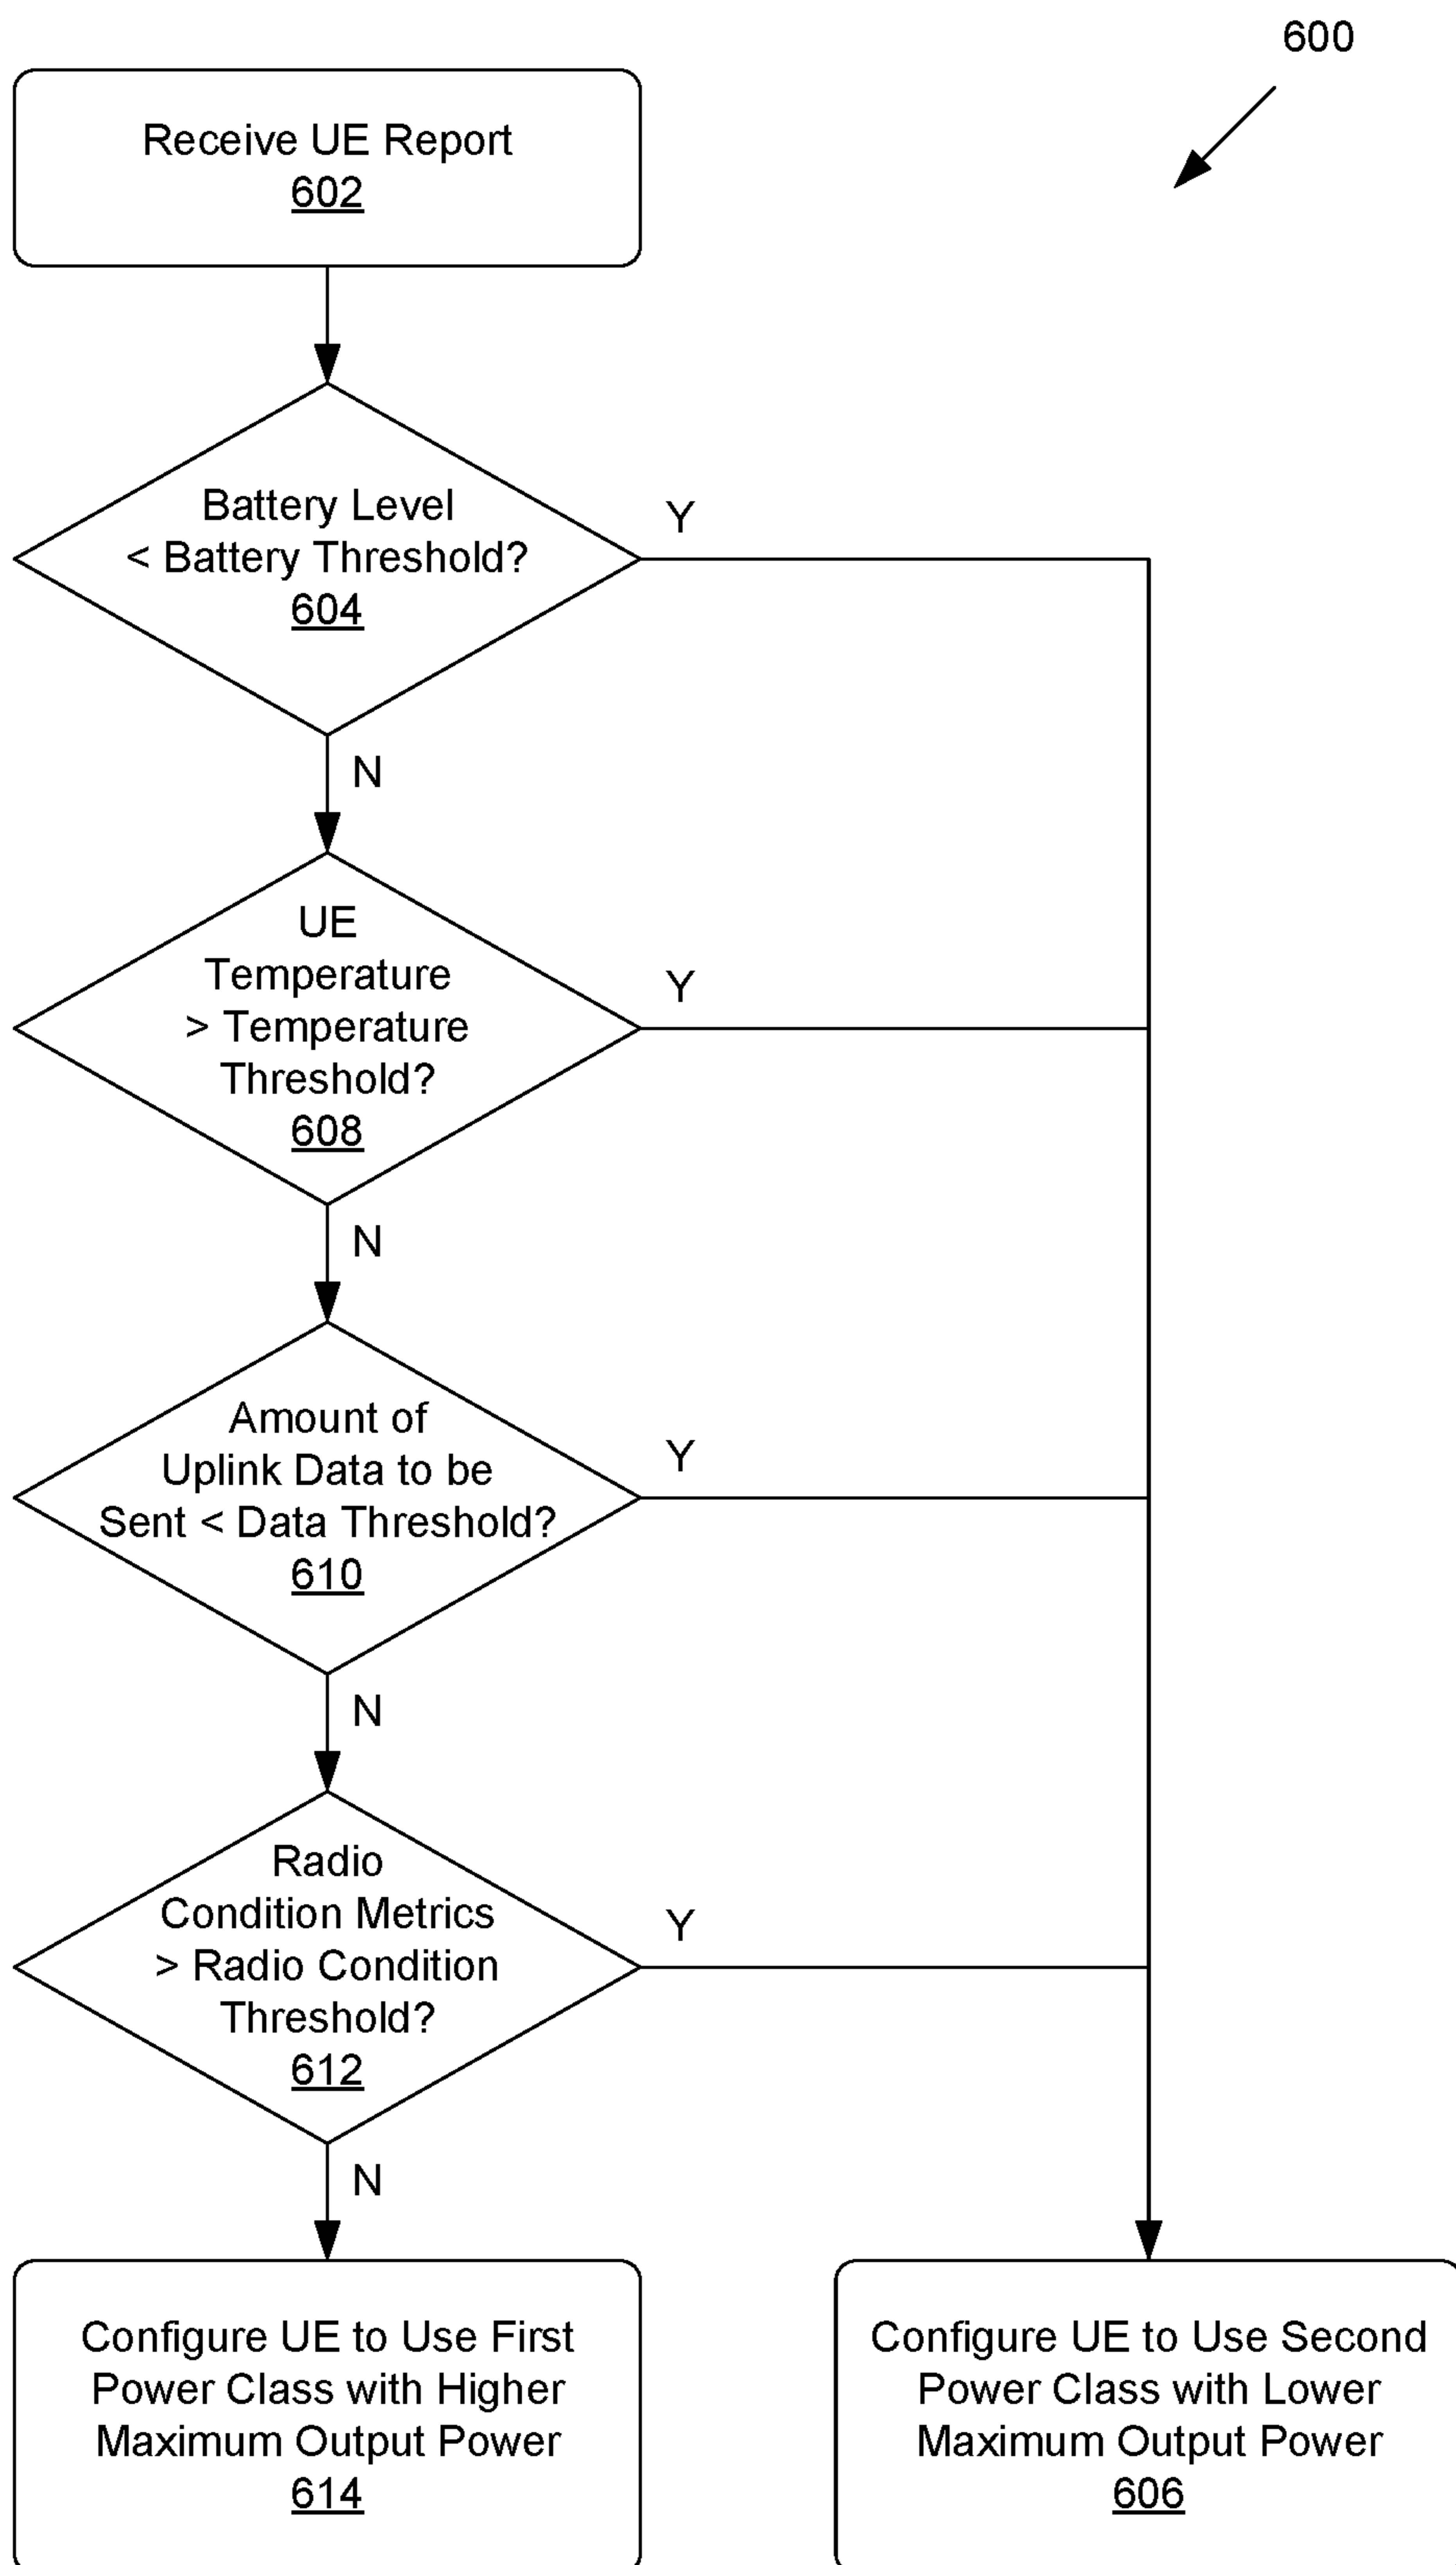 600
Receive UE Report
602
Battery Level
< Battery Threshold?
604
Y
N
UE
Temperature
> Temperature
Threshold?
608
Y
N
Amount of
Uplink Data to be
Sent < Data Threshold?
610
Y
N
Radio
Condition Metrics
> Radio Condition
Threshold?
612
Y
N
Configure UE to Use First
Power Class with Higher
Maximum Output Power
614
Configure UE to Use Second
Power Class with Lower
Maximum Output Power
606